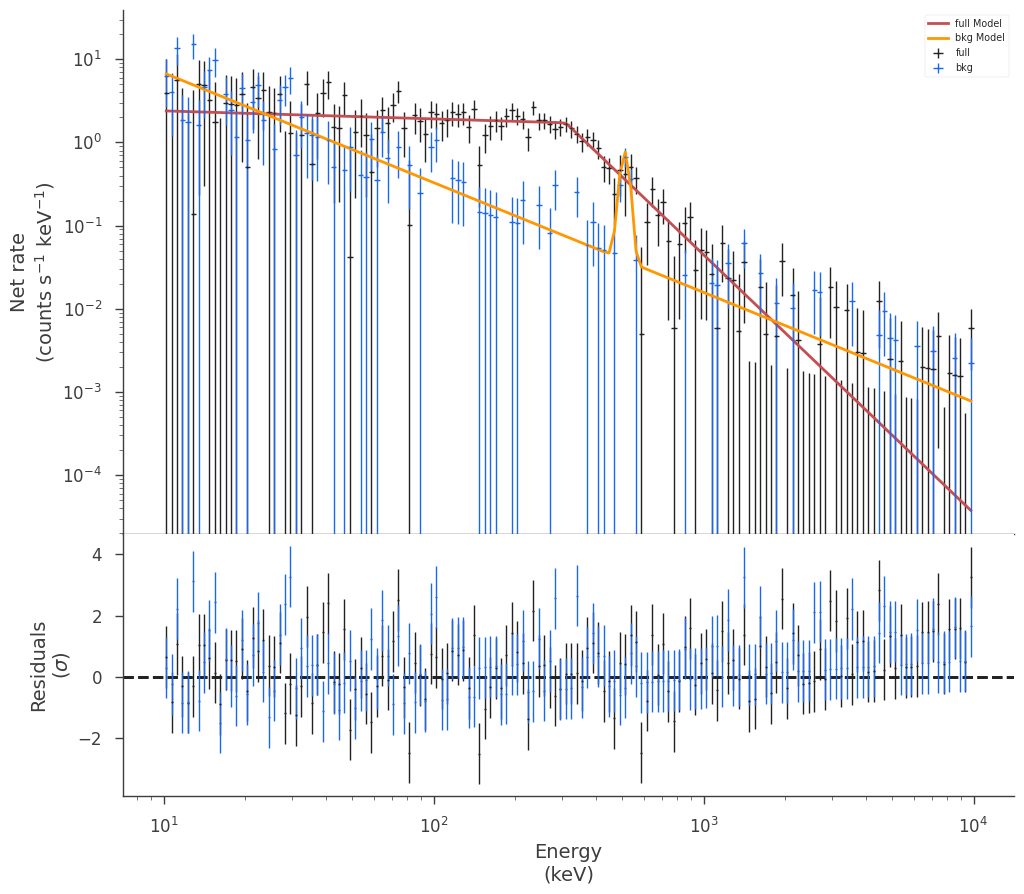 full Model
bkg Model
full
bkg
10¹
10⁰
10⁻¹
10⁻²
10⁻³
10⁻⁴
Net rate
(counts s⁻¹ keV⁻¹)
4
2
0
−2
Residuals
(σ)
10¹ 10² 10³ 10⁴
Energy
(keV)